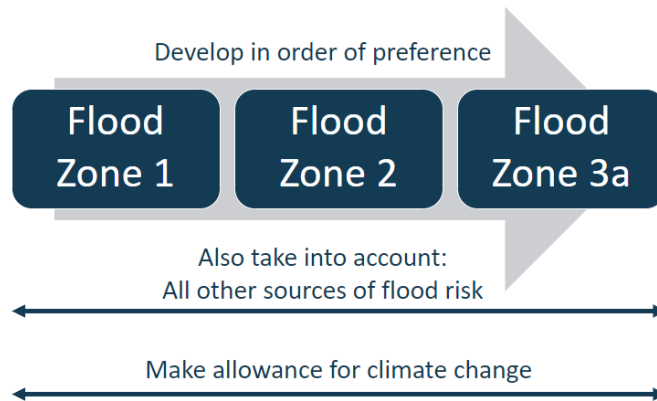 Develop in order of preference
Flood
Zone 1
Flood
Zone 2
Flood
Zone 3a
Also take into account:
All other sources of flood risk
Make allowance for climate change